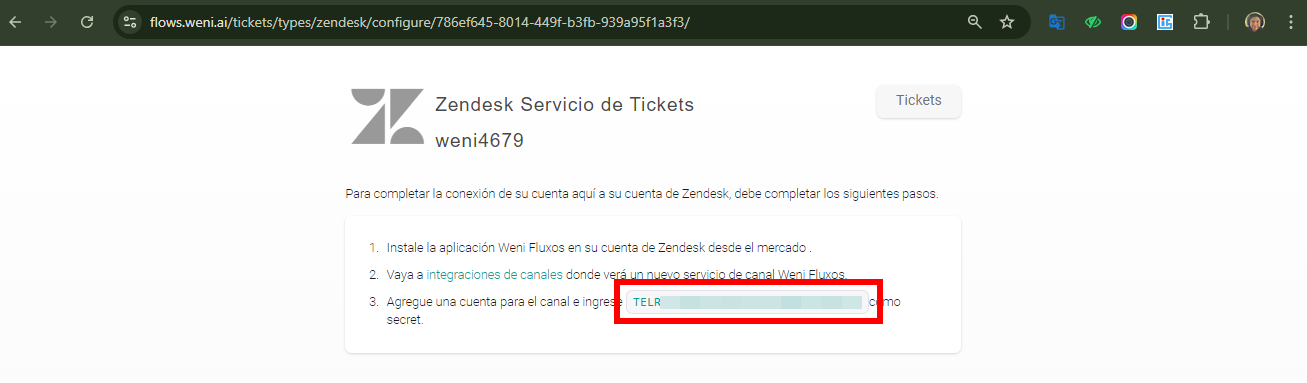 flows.weni.ai/tickets/types/zendesk/configure/786ef645-8014-449f-b3fb-939a95f1a3f3/
Zendesk Servicio de Tickets
Tickets
weni4679
Para completar la conexión de su cuenta aquí a su cuenta de Zendesk, debe completar los siguientes pasos.
1. Instale la aplicación Weni Fluxos en su cuenta de Zendesk desde el mercado .
2. Vaya a integraciones de canales donde verá un nuevo servicio de canal Weni Fluxos.
3. Agregue una cuenta para el canal e ingrese TELR como
secret.